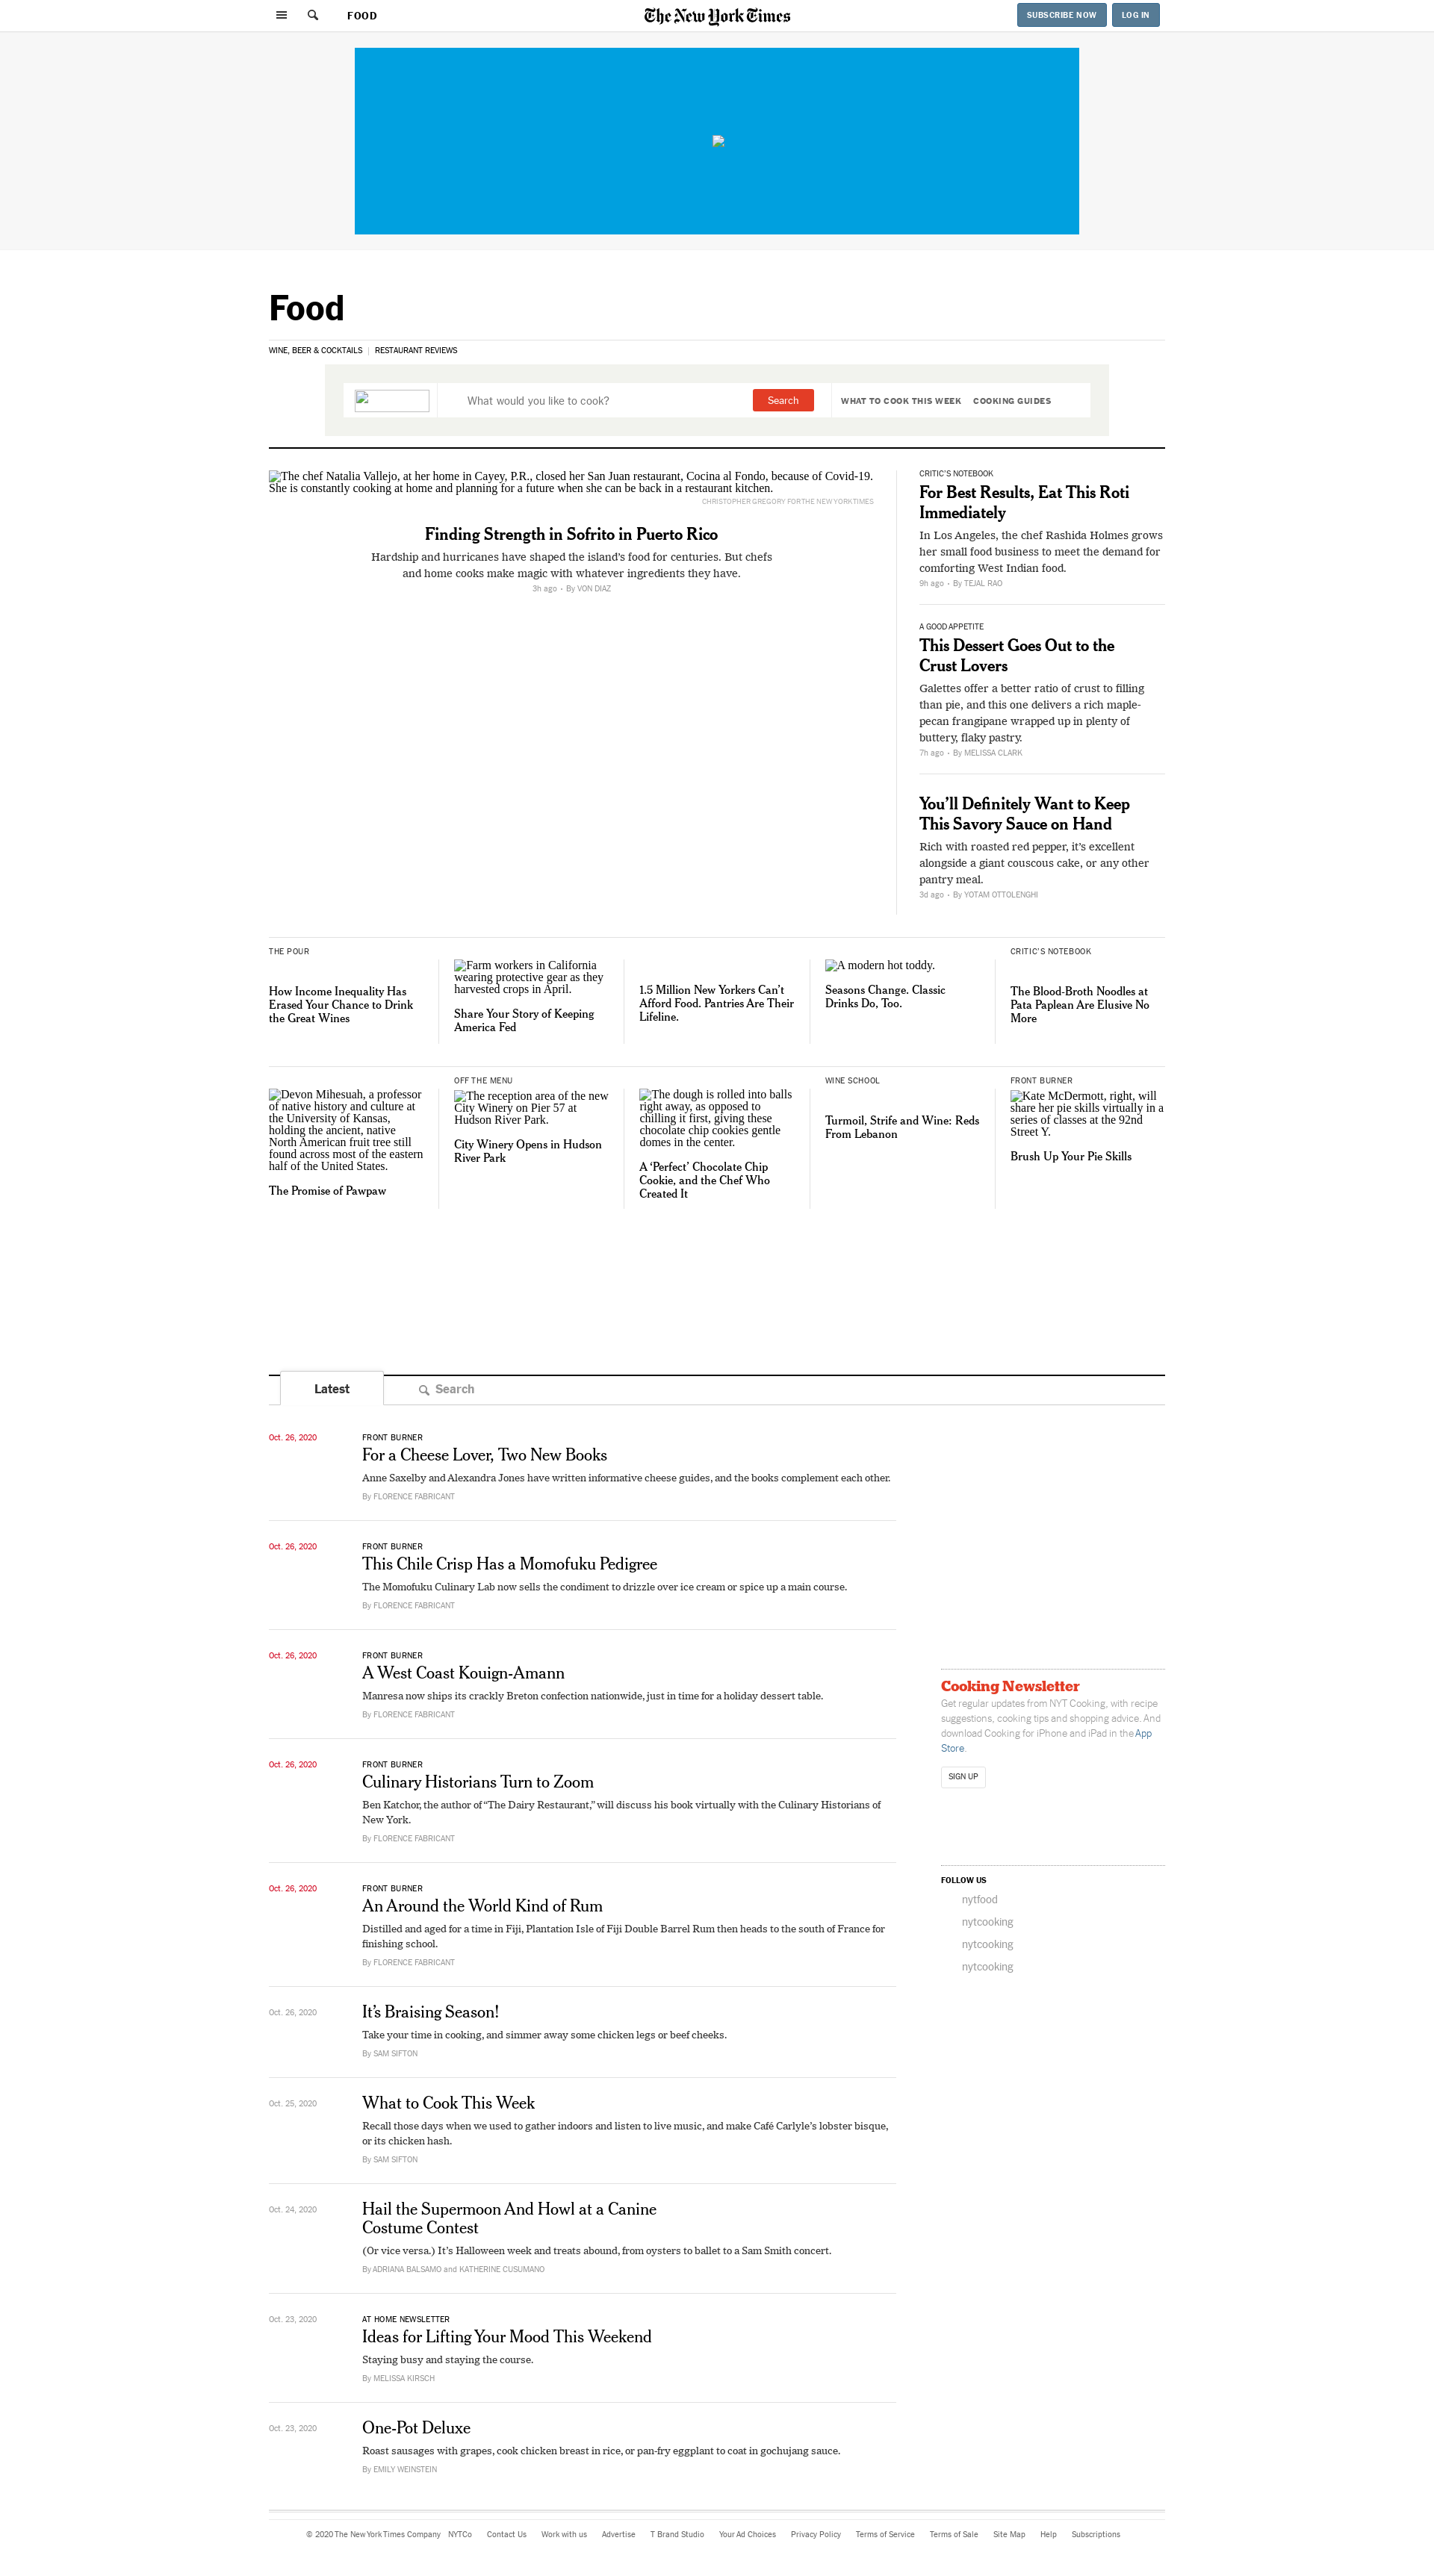 FOOD
The New York Times
SUBSCRIBE NOW
LOG IN
Food
WINE, BEER & COCKTAILS
RESTAURANT REVIEWS
What would you like to cook?
Search
WHAT TO COOK THIS WEEK
COOKING GUIDES
The chef Natalia Vallejo, at her home in Cayey, P.R., closed her San Juan restaurant, Cocina al Fondo, because of Covid-19.
She is constantly cooking at home and planning for a future when she can be back in a restaurant kitchen.
CHRISTOPHER GREGORY FOR THE NEW YORK TIMES
Finding Strength in Sofrito in Puerto Rico
Hardship and hurricanes have shaped the island's food for centuries. But chefs
and home cooks make magic with whatever ingredients they have.
3h ago • By VON DIAZ
CRITIC'S NOTEBOOK
For Best Results, Eat This Roti
Immediately
In Los Angeles, the chef Rashida Holmes grows
her small food business to meet the demand for
comforting West Indian food.
9h ago • By TEJAL RAO
A GOOD APPETITE
This Dessert Goes Out to the
Crust Lovers
Galettes offer a better ratio of crust to filling
than pie, and this one delivers a rich maple-
pecan frangipane wrapped up in plenty of
buttery, flaky pastry.
7h ago • By MELISSA CLARK
You'll Definitely Want to Keep
This Savory Sauce on Hand
Rich with roasted red pepper, it's excellent
alongside a giant couscous cake, or any other
pantry meal.
3d ago • By YOTAM OTTOLENGHI
THE POUR
How Income Inequality Has
Erased Your Chance to Drink
the Great Wines
Farm workers in California
wearing protective gear as they
harvested crops in April.
Share Your Story of Keeping
America Fed
1.5 Million New Yorkers Can't
Afford Food. Pantries Are Their
Lifeline.
A modern hot toddy.
Seasons Change. Classic
Drinks Do, Too.
CRITIC'S NOTEBOOK
The Blood-Broth Noodles at
Pata Paplean Are Elusive No
More
Devon Mihesuah, a professor
of native history and culture at
the University of Kansas,
holding the ancient, native
North American fruit tree still
found across most of the eastern
half of the United States.
The Promise of Pawpaw
OFF THE MENU
The reception area of the new
City Winery on Pier 57 at
Hudson River Park.
City Winery Opens in Hudson
River Park
The dough is rolled into balls
right away, as opposed to
chilling it first, giving these
chocolate chip cookies gentle
domes in the center.
A 'Perfect' Chocolate Chip
Cookie, and the Chef Who
Created It
WINE SCHOOL
Turmoil, Strife and Wine: Reds
From Lebanon
FRONT BURNER
Kate McDermott, right, will
share her pie skills virtually in a
series of classes at the 92nd
Street Y.
Brush Up Your Pie Skills
Latest
Search
Oct. 26, 2020
FRONT BURNER
For a Cheese Lover, Two New Books
Anne Saxelby and Alexandra Jones have written informative cheese guides, and the books complement each other.
By FLORENCE FABRICANT
Oct. 26, 2020
FRONT BURNER
This Chile Crisp Has a Momofuku Pedigree
The Momofuku Culinary Lab now sells the condiment to drizzle over ice cream or spice up a main course.
By FLORENCE FABRICANT
Oct. 26, 2020
FRONT BURNER
A West Coast Kouign-Amann
Manresa now ships its crackly Breton confection nationwide, just in time for a holiday dessert table.
By FLORENCE FABRICANT
Oct. 26, 2020
FRONT BURNER
Culinary Historians Turn to Zoom
Ben Katchor, the author of “The Dairy Restaurant,” will discuss his book virtually with the Culinary Historians of
New York.
By FLORENCE FABRICANT
Oct. 26, 2020
FRONT BURNER
An Around the World Kind of Rum
Distilled and aged for a time in Fiji, Plantation Isle of Fiji Double Barrel Rum then heads to the south of France for
finishing school.
By FLORENCE FABRICANT
Oct. 26, 2020
It's Braising Season!
Take your time in cooking, and simmer away some chicken legs or beef cheeks.
By SAM SIFTON
Oct. 25, 2020
What to Cook This Week
Recall those days when we used to gather indoors and listen to live music, and make Café Carlyle's lobster bisque,
or its chicken hash.
By SAM SIFTON
Oct. 24, 2020
Hail the Supermoon And Howl at a Canine
Costume Contest
(Or vice versa.) It's Halloween week and treats abound, from oysters to ballet to a Sam Smith concert.
By ADRIANA BALSAMO and KATHERINE CUSUMANO
Oct. 23, 2020
AT HOME NEWSLETTER
Ideas for Lifting Your Mood This Weekend
Staying busy and staying the course.
By MELISSA KIRSCH
Oct. 23, 2020
One-Pot Deluxe
Roast sausages with grapes, cook chicken breast in rice, or pan-fry eggplant to coat in gochujang sauce.
By EMILY WEINSTEIN
Cooking Newsletter
Get regular updates from NYT Cooking, with recipe
suggestions, cooking tips and shopping advice. And
download Cooking for iPhone and iPad in the App
Store.
SIGN UP
FOLLOW US
nytfood
nytcooking
nytcooking
nytcooking
© 2020 The New York Times Company NYTCo Contact Us Work with us Advertise T Brand Studio Your Ad Choices Privacy Policy Terms of Service Terms of Sale Site Map Help Subscriptions